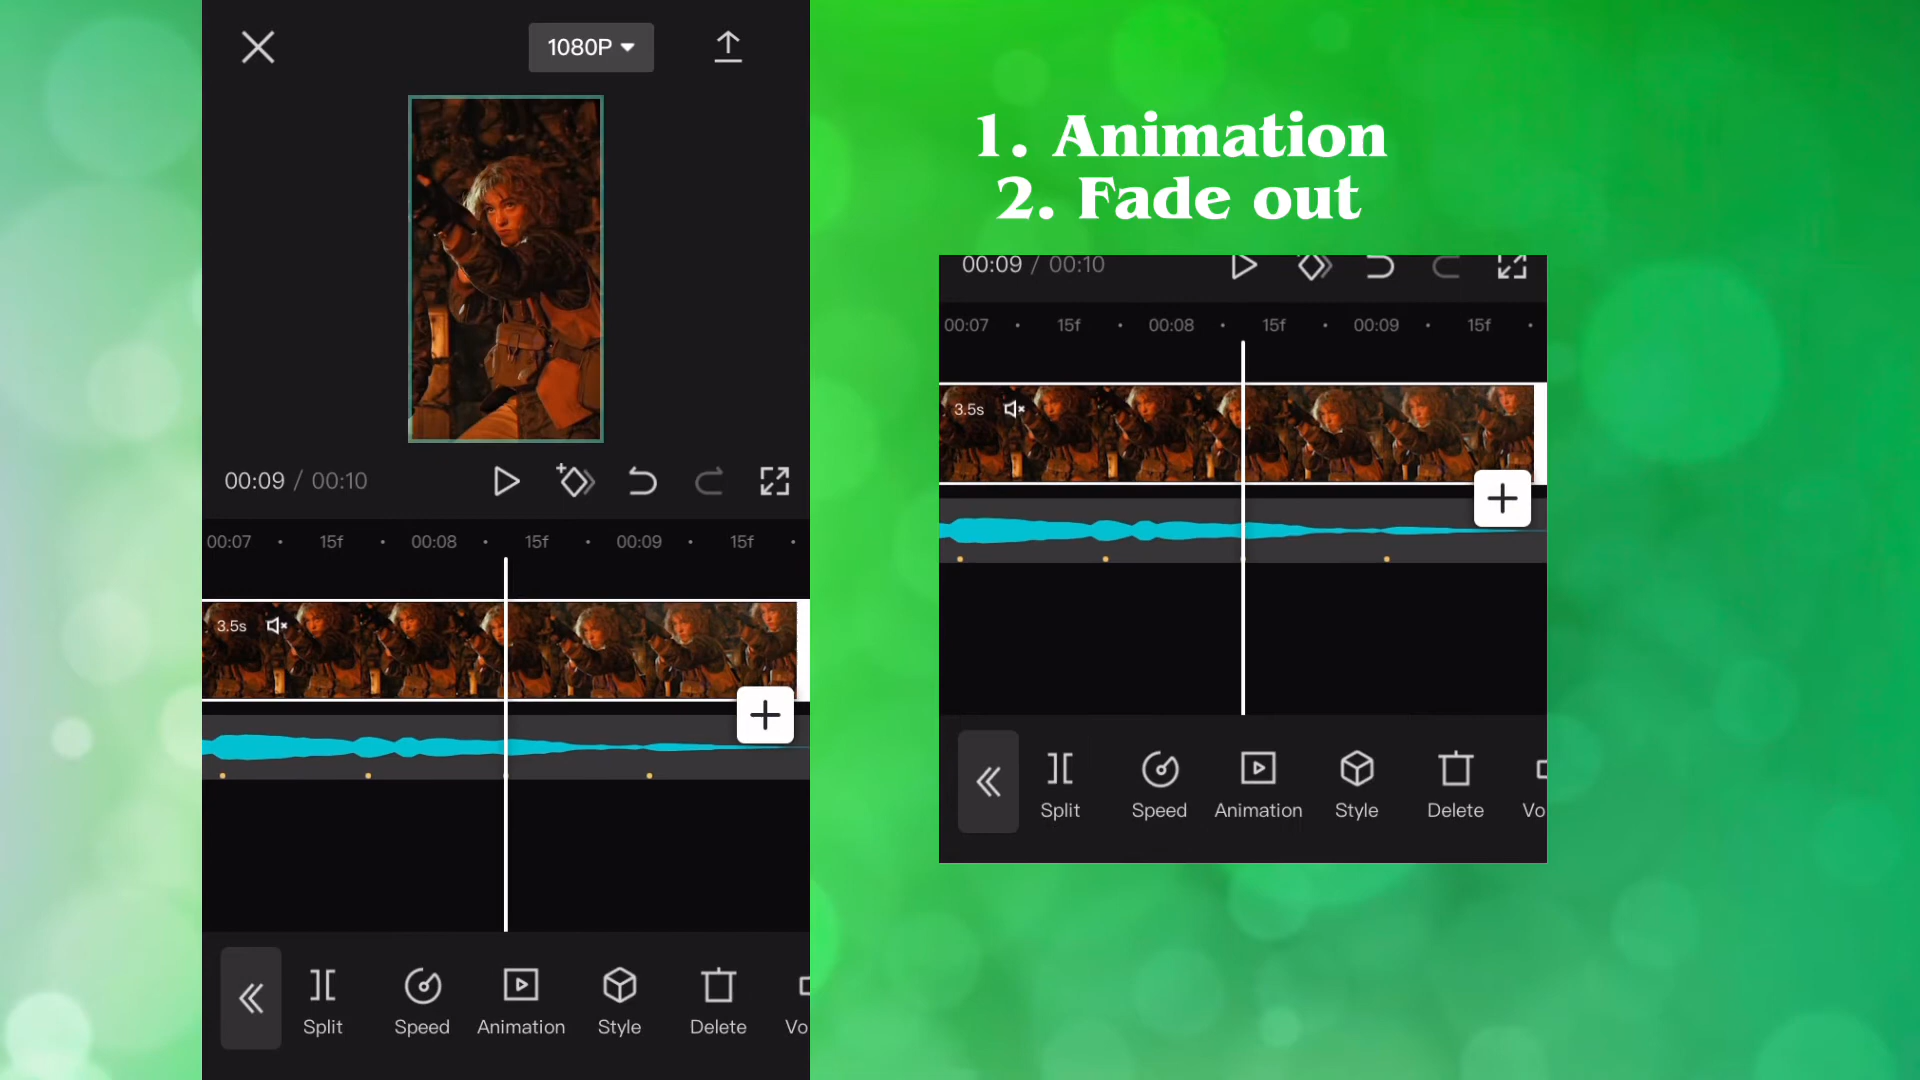 1080P
00:09 / 00:10
00:07 15f 00:08 15f 00:09 15f
3.5s
Split Speed Animation Style Delete Vo
1. Animation
2. Fade out
00:09 / 00:10
00:07 15f 00:08 15f 00:09 15f
3.5s
Split Speed Animation Style Delete Vo